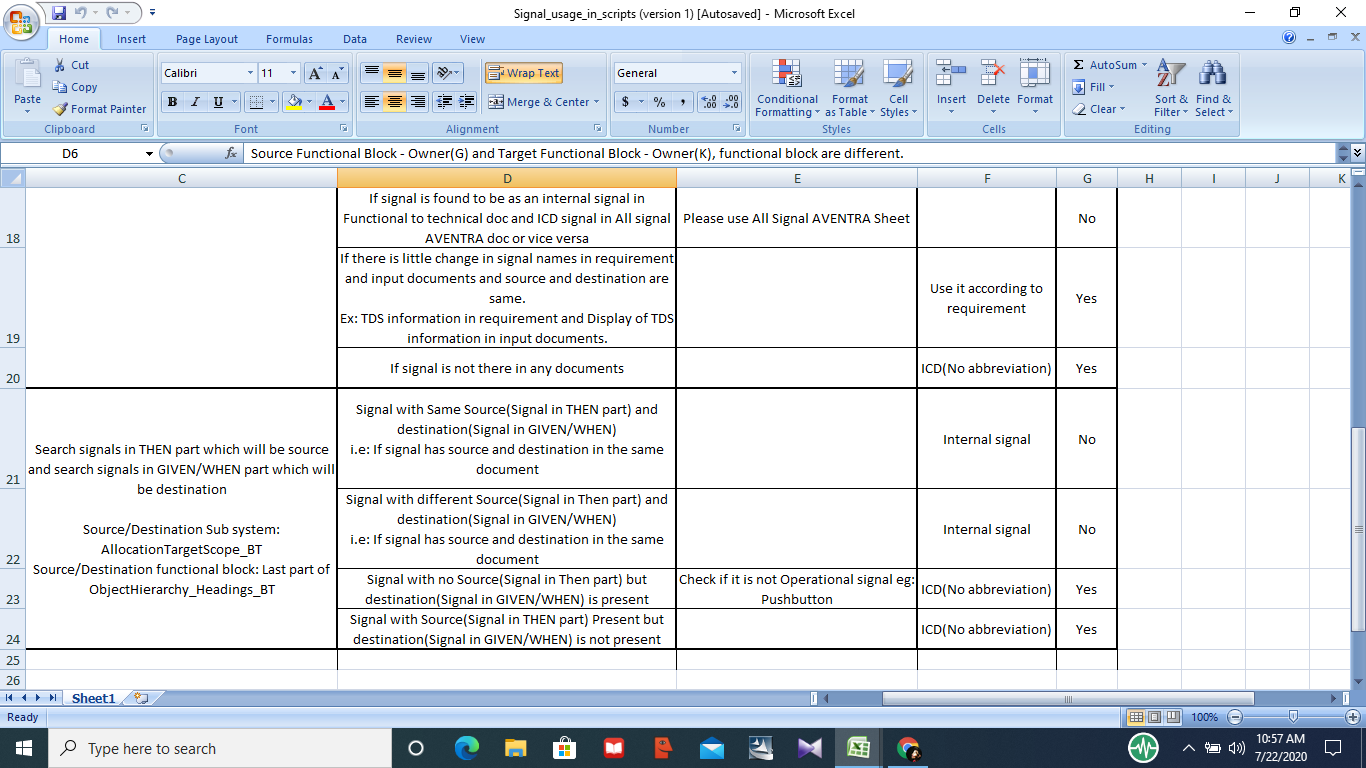 Signal_usage_in_scripts (version 1) [Autosaved] - Microsoft Excel
Home Insert Page Layout Formulas Data Review View
Paste
Cut
Copy
Format Painter
Clipboard
Calibri 11
B I U
Font
Wrap Text
Merge & Center
Alignment
General
$ % ,
Number
Conditional Formatting
Format as Table
Cell Styles
Styles
Insert Delete Format
Cells
Σ AutoSum
Fill
Clear
Sort & Filter
Find & Select
Editing
D6 fx Source Functional Block - Owner(G) and Target Functional Block - Owner(K), functional block are different.
C D E F G H I J K
18
If signal is found to be as an internal signal in
Functional to technical doc and ICD signal in All signal
AVENTRA doc or vice versa
Please use All Signal AVENTRA Sheet
No
19
If there is little change in signal names in requirement
and input documents and source and destination are
same.
Ex: TDS information in requirement and Display of TDS
information in input documents.
Use it according to
requirement
Yes
20
If signal is not there in any documents
ICD(No abbreviation)
Yes
Search signals in THEN part which will be source
and search signals in GIVEN/WHEN part which will
be destination
Source/Destination Sub system:
AllocationTargetScope_BT
Source/Destination functional block: Last part of
ObjectHierarchy_Headings_BT
21
Signal with Same Source(Signal in THEN part) and
destination(Signal in GIVEN/WHEN)
i.e: If signal has source and destination in the same
document
Internal signal
No
22
Signal with different Source(Signal in Then part) and
destination(Signal in GIVEN/WHEN)
i.e: If signal has source and destination in the same
document
Internal signal
No
23
Signal with no Source(Signal in Then part) but
destination(Signal in GIVEN/WHEN) is present
Check if it is not Operational signal eg:
Pushbutton
ICD(No abbreviation)
Yes
24
Signal with Source(Signal in THEN part) Present but
destination(Signal in GIVEN/WHEN) is not present
ICD(No abbreviation)
Yes
25
26
Sheet1
Ready
100%
Type here to search
10:57 AM
7/22/2020